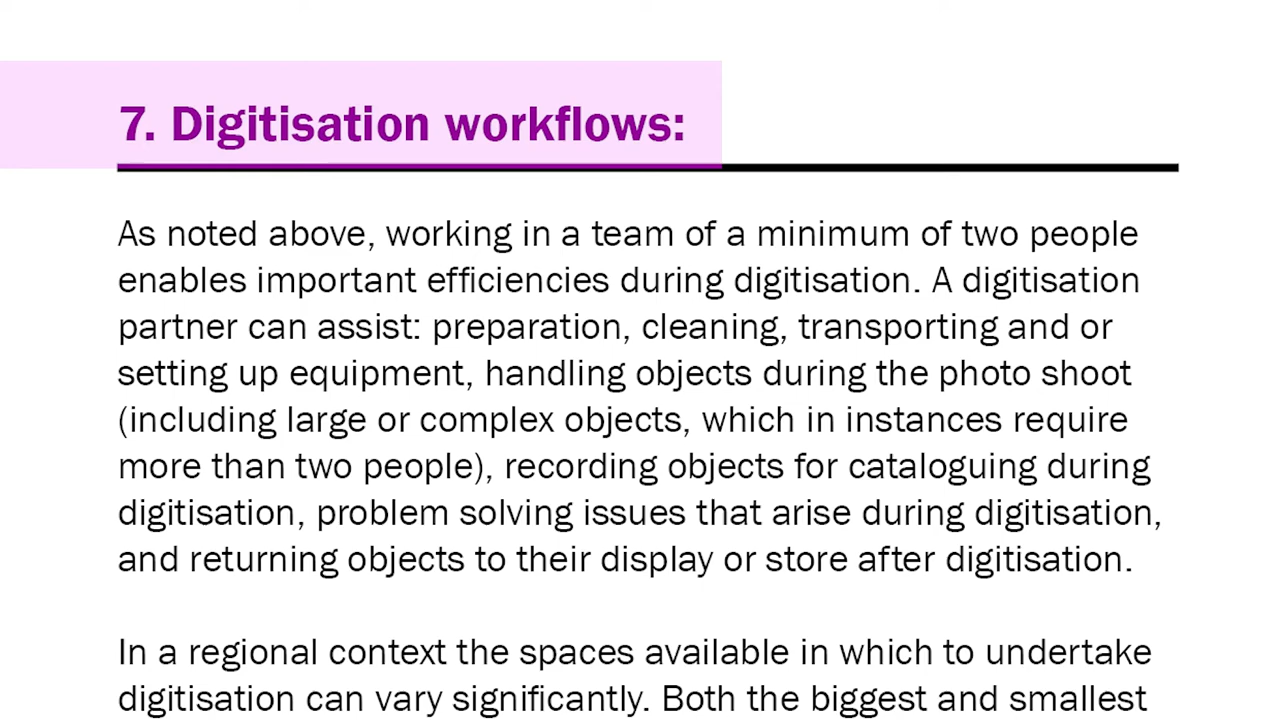 7. Digitisation workflows:
As noted above, working in a team of a minimum of two people
enables important efficiencies during digitisation. A digitisation
partner can assist: preparation, cleaning, transporting and or
setting up equipment, handling objects during the photo shoot
(including large or complex objects, which in instances require
more than two people), recording objects for cataloguing during
digitisation, problem solving issues that arise during digitisation,
and returning objects to their display or store after digitisation.
In a regional context the spaces available in which to undertake
digitisation can vary significantly. Both the biggest and smallest